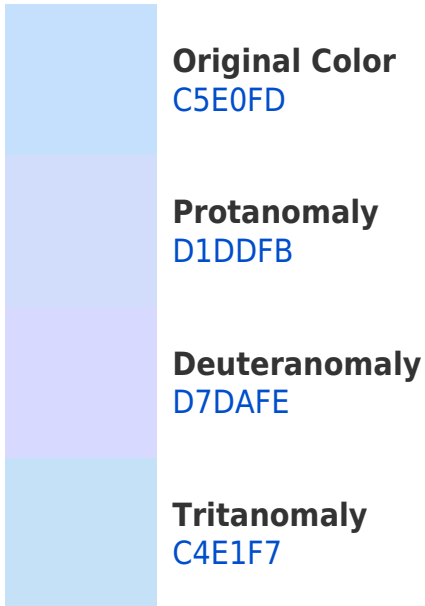 Original Color
C5E0FD
Protanomaly
D1DDFB
Deuteranomaly
D7DAFE
Tritanomaly
C4E1F7